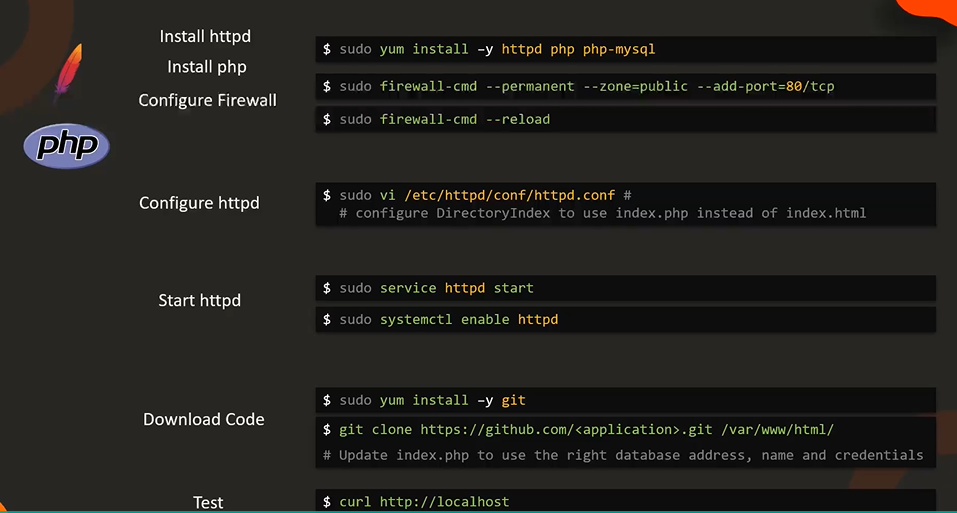 Install httpd
$ sudo yum install –y httpd php php-mysql
Install php
Configure Firewall
$ sudo firewall-cmd --permanent --zone=public --add-port=80/tcp
$ sudo firewall-cmd --reload
php
Configure httpd
$ sudo vi /etc/httpd/conf/httpd.conf #
# configure DirectoryIndex to use index.php instead of index.html
Start httpd
$ sudo service httpd start
$ sudo systemctl enable httpd
Download Code
$ sudo yum install –y git
$ git clone https://github.com/<application>.git /var/www/html/
# Update index.php to use the right database address, name and credentials
Test
$ curl http://localhost